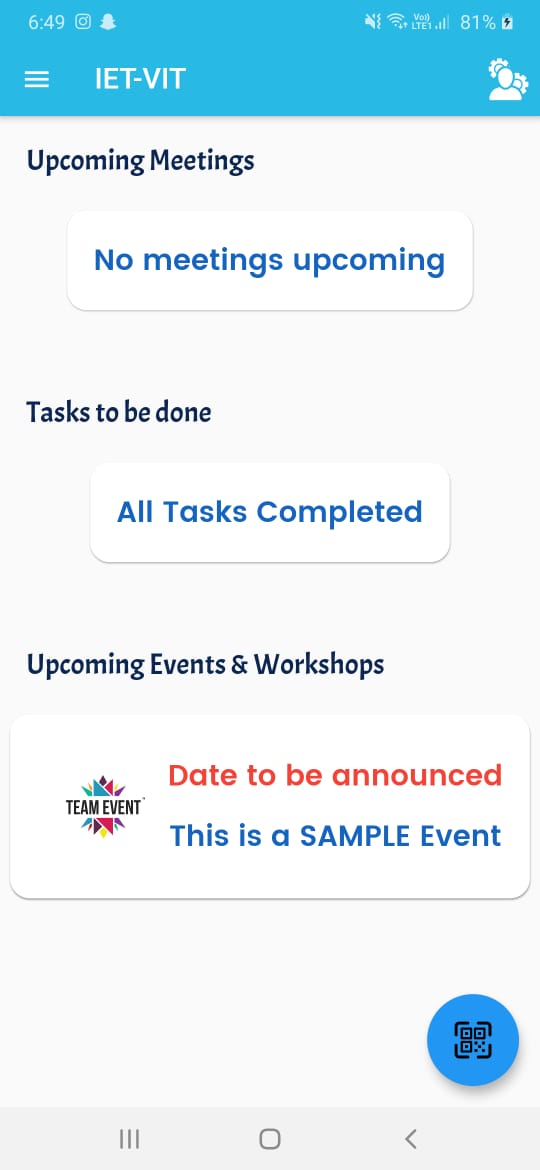 6:49
Vo)
LTE1
81%
IET-VIT
Upcoming Meetings
No meetings upcoming
Tasks to be done
All Tasks Completed
Upcoming Events & Workshops
Date to be announced
TEAM EVENT
This is a SAMPLE Event